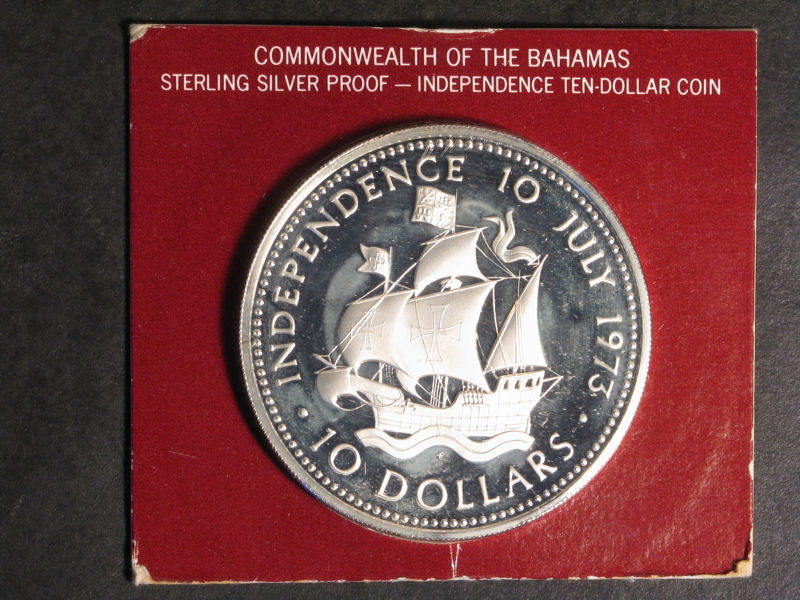 COMMONWEALTH OF THE BAHAMAS
STERLING SILVER PROOF — INDEPENDENCE TEN-DOLLAR COIN
INDEPENDENCE 10 JULY 1973
10 DOLLARS